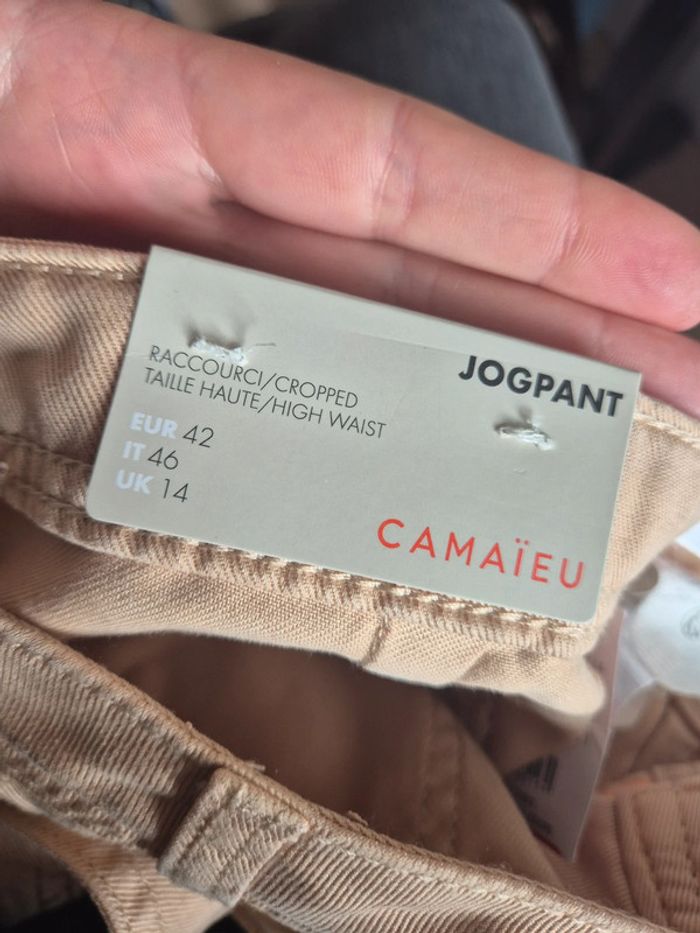 JOGPANT
RACCOURCI/CROPPED
TAILLE HAUTE/HIGH WAIST
EUR 42
IT 46
UK 14
CAMAÏEU